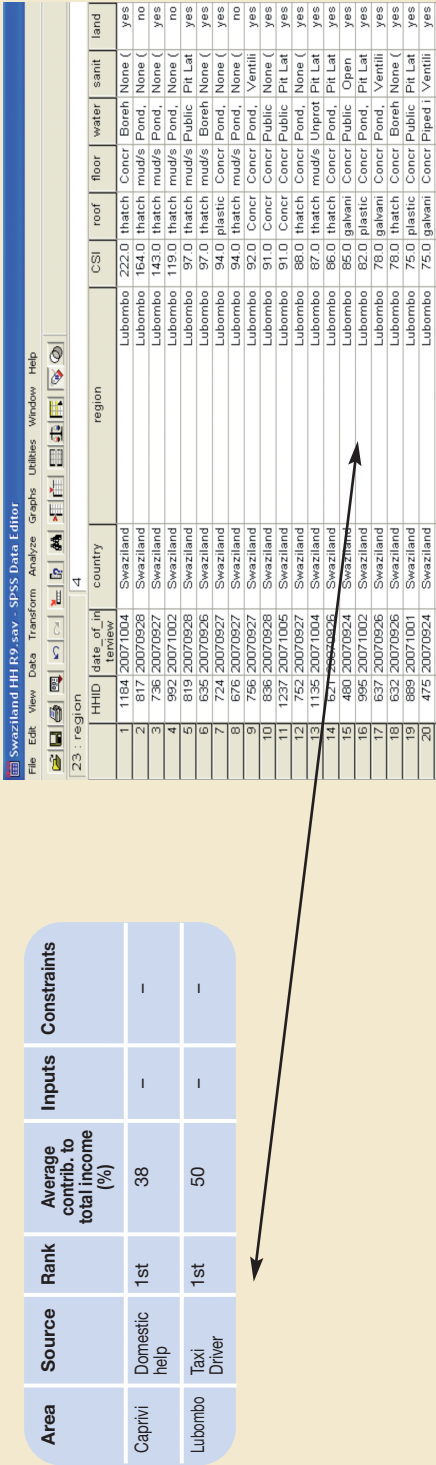 Area Source Rank Average contrib. to total income (%) Inputs Constraints
Caprivi Domestic help 1st 38 – –
Lubombo Taxi Driver 1st 50 – –
Swaziland HH R9.sav - SPSS Data Editor
File Edit View Data Transform Analyze Graphs Utilities Window Help
23 : region 4
HHID date_of_interview country region CSI roof floor water sanit land
1 1184 20071004 Swaziland Lubombo 222.0 thatch Concr Boreh None ( yes
2 817 20070928 Swaziland Lubombo 164.0 thatch mud/s Pond, None ( no
3 736 20070927 Swaziland Lubombo 143.0 thatch mud/s Pond, None ( yes
4 992 20071002 Swaziland Lubombo 119.0 thatch mud/s Pond, None ( no
5 819 20070928 Swaziland Lubombo 97.0 thatch mud/s Public Pit Lat yes
6 635 20070926 Swaziland Lubombo 97.0 thatch mud/s Boreh None ( yes
7 724 20070927 Swaziland Lubombo 94.0 plastic Concr Pond, None ( yes
8 676 20070927 Swaziland Lubombo 94.0 thatch mud/s Pond, None ( no
9 756 20070927 Swaziland Lubombo 92.0 Concr Concr Pond, Ventili yes
10 836 20070928 Swaziland Lubombo 91.0 Concr Concr Public None ( yes
11 1237 20071005 Swaziland Lubombo 91.0 Concr Concr Public Pit Lat yes
12 752 20070927 Swaziland Lubombo 88.0 thatch Concr Pond, None ( yes
13 1135 20071004 Swaziland Lubombo 87.0 thatch mud/s Unprot Pit Lat yes
14 621 20070926 Swaziland Lubombo 86.0 thatch Concr Pond, Pit Lat yes
15 480 20070924 Swaziland Lubombo 85.0 galvani Concr Public Open yes
16 995 20071002 Swaziland Lubombo 82.0 plastic Concr Pond, Pit Lat yes
17 637 20070926 Swaziland Lubombo 78.0 galvani Concr Pond, Ventili yes
18 632 20070926 Swaziland Lubombo 78.0 thatch Concr Boreh None ( yes
19 889 20071001 Swaziland Lubombo 75.0 plastic Concr Public Pit Lat yes
20 475 20070924 Swaziland Lubombo 75.0 galvani Concr Piped i Ventili yes